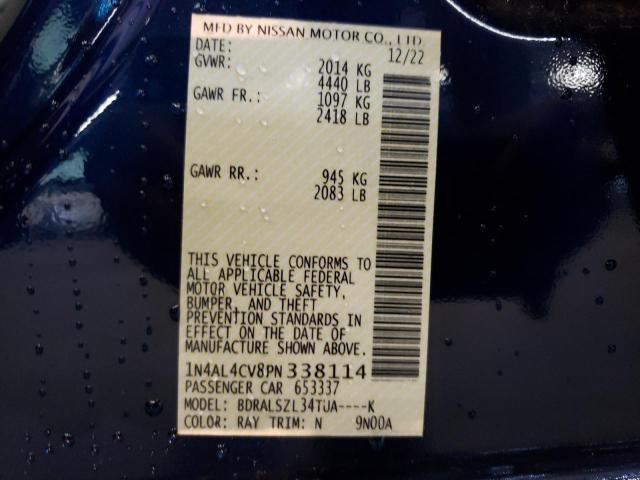 MFD BY NISSAN MOTOR CO., LTD.
DATE: 12/22
GVWR: 2014 KG
4440 LB
GAWR FR.: 1097 KG
2418 LB
GAWR RR.: 945 KG
2083 LB
THIS VEHICLE CONFORMS TO
ALL APPLICABLE FEDERAL
MOTOR VEHICLE SAFETY,
BUMPER, AND THEFT
PREVENTION STANDARDS IN
EFFECT ON THE DATE OF
MANUFACTURE SHOWN ABOVE.
1N4AL4CV8PN338114
PASSENGER CAR 653337
MODEL: BDRALSZL34TUA----K
COLOR: RAY TRIM: N 9N00A